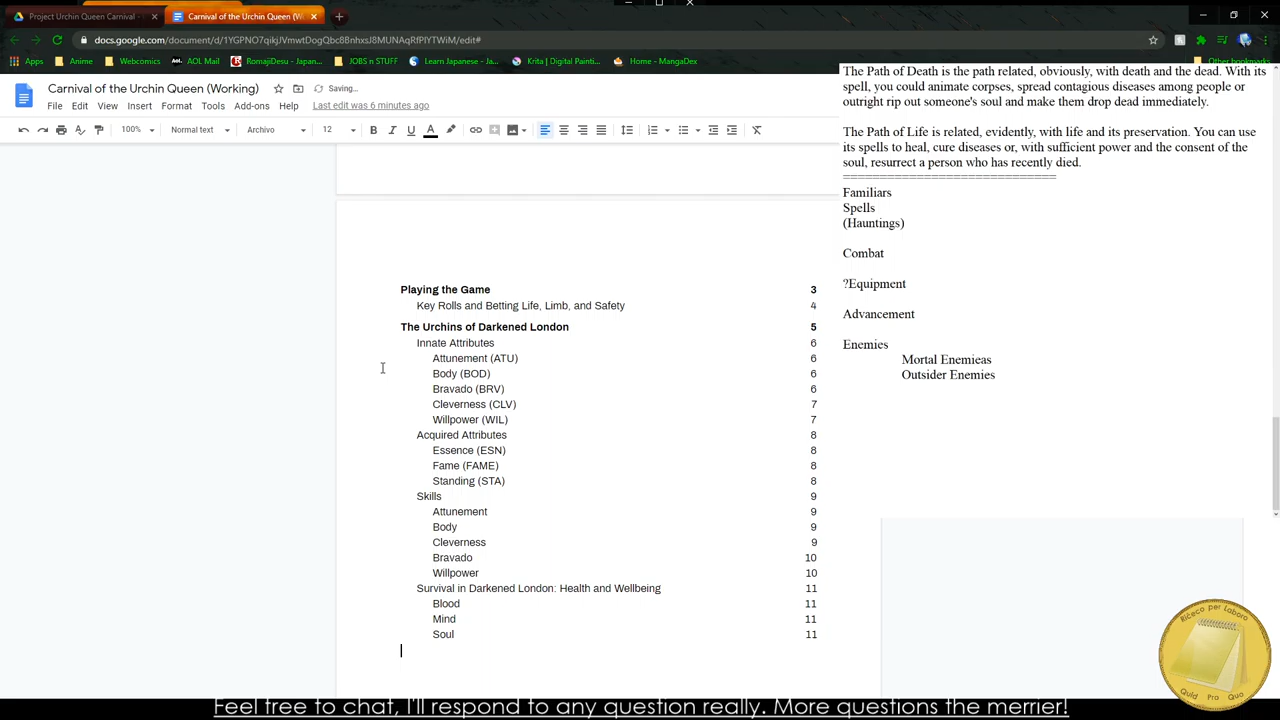 Project Urchin Queen Carnival -
Carnival of the Urchin Queen (W
docs.google.com/document/d/1YGPNO7qikjJVmwtDogQbc8BnhxsJ8MUNAqRfPIYTWiM/edit#
Apps Anime Webcomics AOL Mail RomajiDesu - Japan... JOBS n STUFF Learn Japanese - Ja... Krita | Digital Painti... Home - MangaDex Other bookmarks
Carnival of the Urchin Queen (Working) Saving...
File Edit View Insert Format Tools Add-ons Help Last edit was 6 minutes ago
100% Normal text Archivo 12
Playing the Game 3
Key Rolls and Betting Life, Limb, and Safety 4
The Urchins of Darkened London 5
Innate Attributes 6
Attunement (ATU) 6
Body (BOD) 6
Bravado (BRV) 6
Cleverness (CLV) 7
Willpower (WIL) 7
Acquired Attributes 8
Essence (ESN) 8
Fame (FAME) 8
Standing (STA) 8
Skills 9
Attunement 9
Body 9
Cleverness 9
Bravado 10
Willpower 10
Survival in Darkened London: Health and Wellbeing 11
Blood 11
Mind 11
Soul 11
The Path of Death is the path related, obviously, with death and the dead. With its
spell, you could animate corpses, spread contagious diseases among people or
outright rip out someone's soul and make them drop dead immediately.
The Path of Life is related, evidently, with life and its preservation. You can use
its spells to heal, cure diseases or, with sufficient power and the consent of the
soul, resurrect a person who has recently died.
===========================
Familiars
Spells
(Hauntings)
Combat
?Equipment
Advancement
Enemies
Mortal Enemieas
Outsider Enemies
Riĉeco per Laboro
Quid Pro Quo
Feel free to chat, I'll respond to any question really. More questions the merrier!